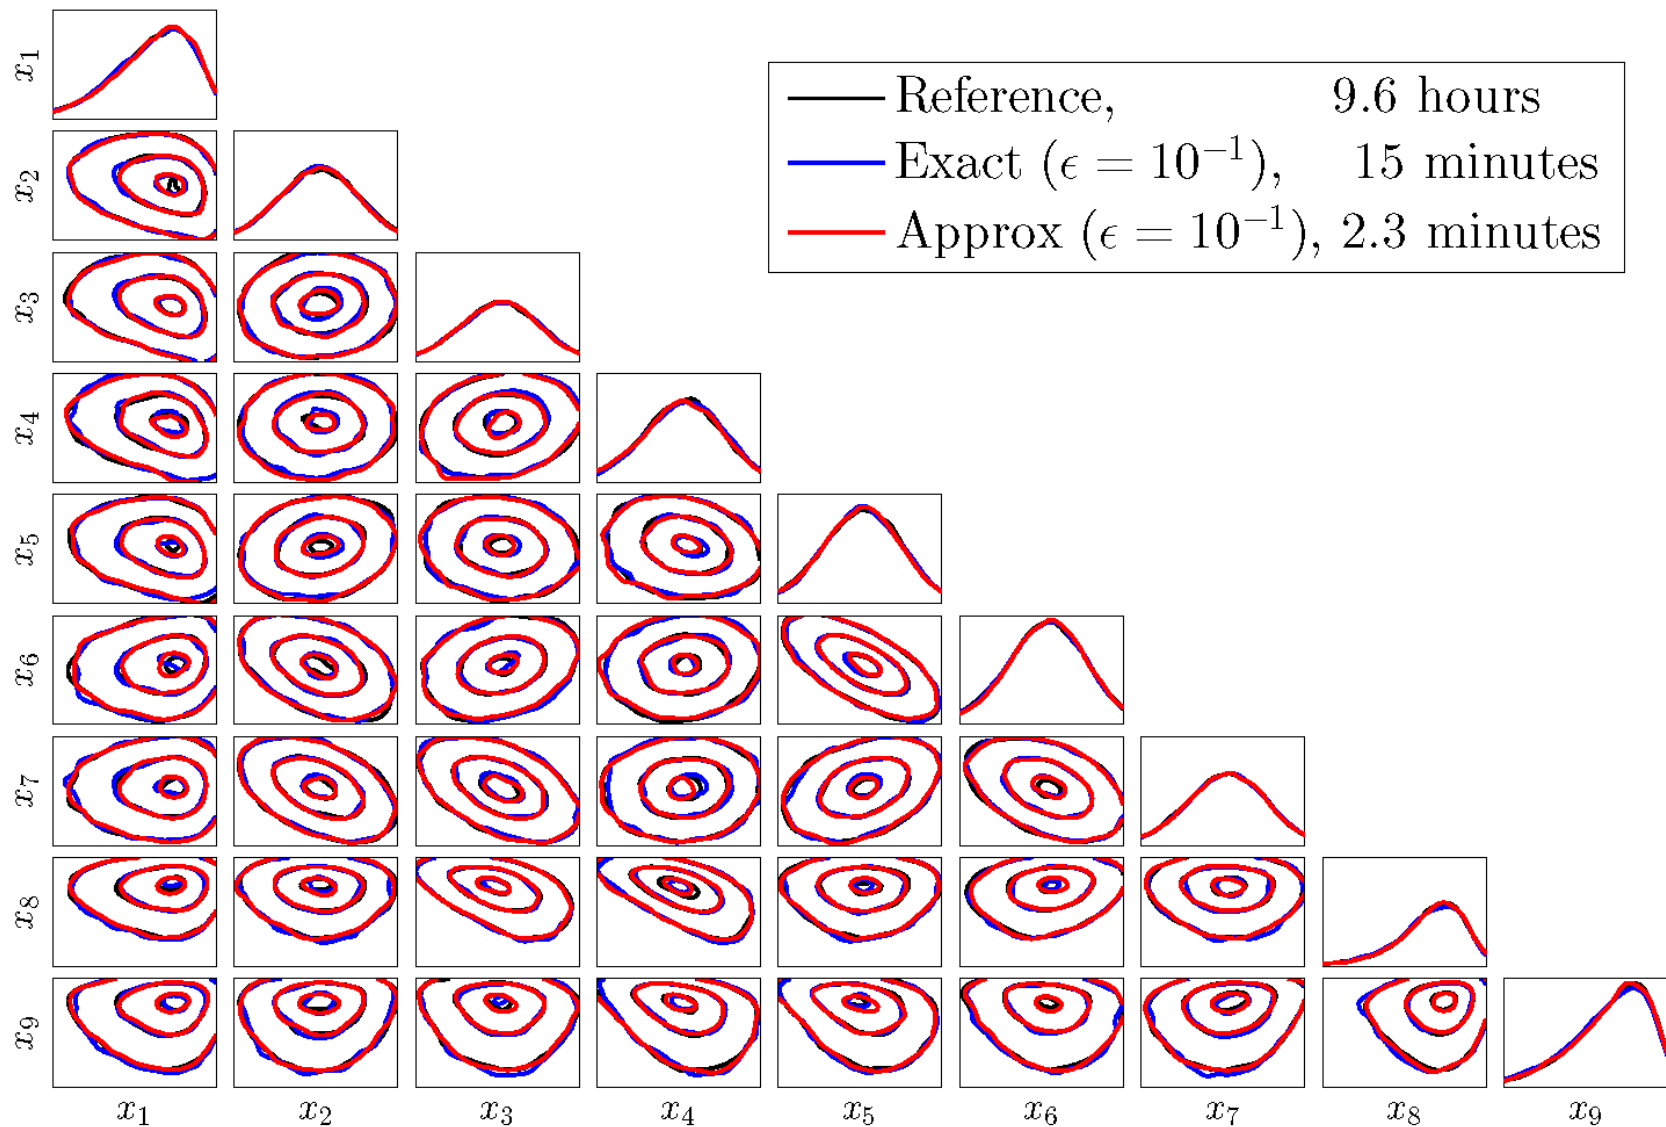 x₁
Reference, 9.6 hours
Exact (ϵ = 10⁻¹), 15 minutes
Approx (ϵ = 10⁻¹), 2.3 minutes
x₂
x₃
x₄
x₅
x₆
x₇
x₈
x₉
x₁ x₂ x₃ x₄ x₅ x₆ x₇ x₈ x₉